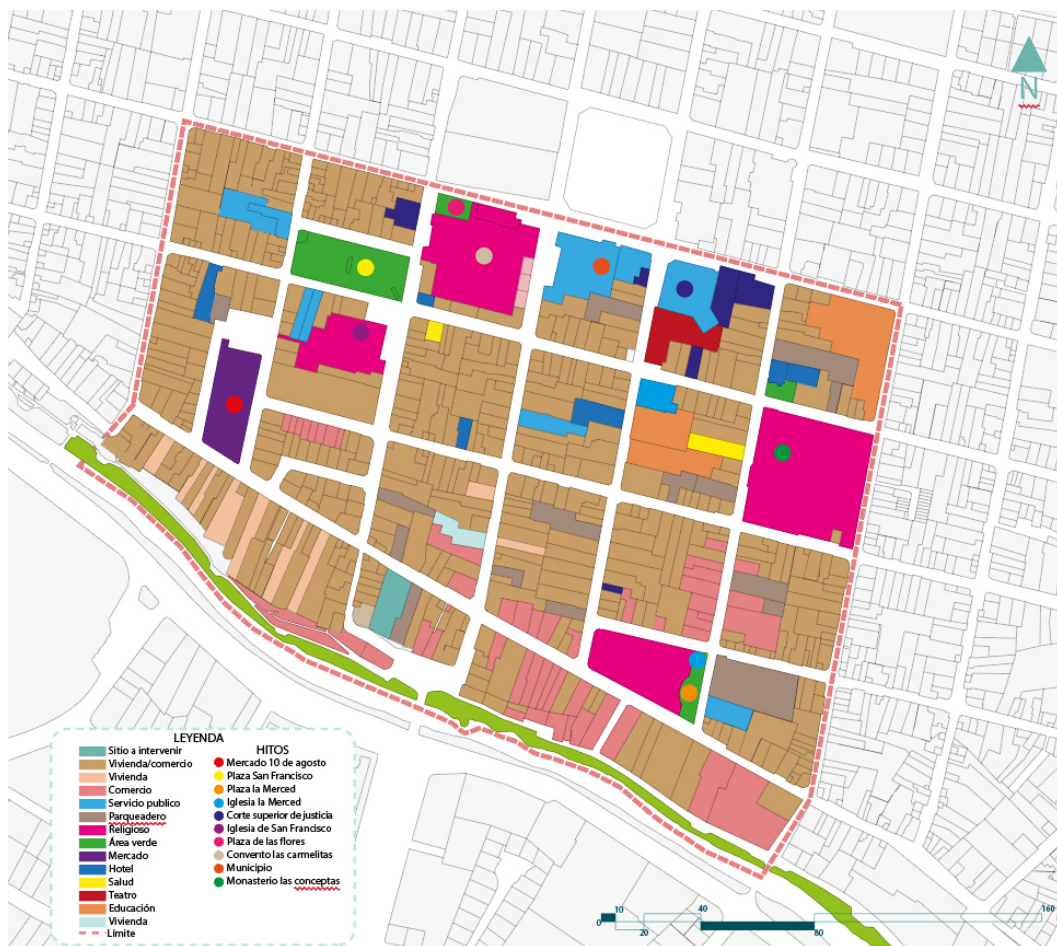 N
LEYENDA
Sitio a intervenir
Vivienda/comercio
Vivienda
Comercio
Servicio publico
Parqueadero
Religioso
Área verde
Mercado
Hotel
Salud
Teatro
Educación
Vivienda
Límite
HITOS
Mercado 10 de agosto
Plaza San Francisco
Plaza la Merced
Iglesia la Merced
Corte superior de justicia
Iglesia de San Francisco
Plaza de las flores
Convento las carmelitas
Municipio
Monasterio las conceptas
0
10
20
40
80
160